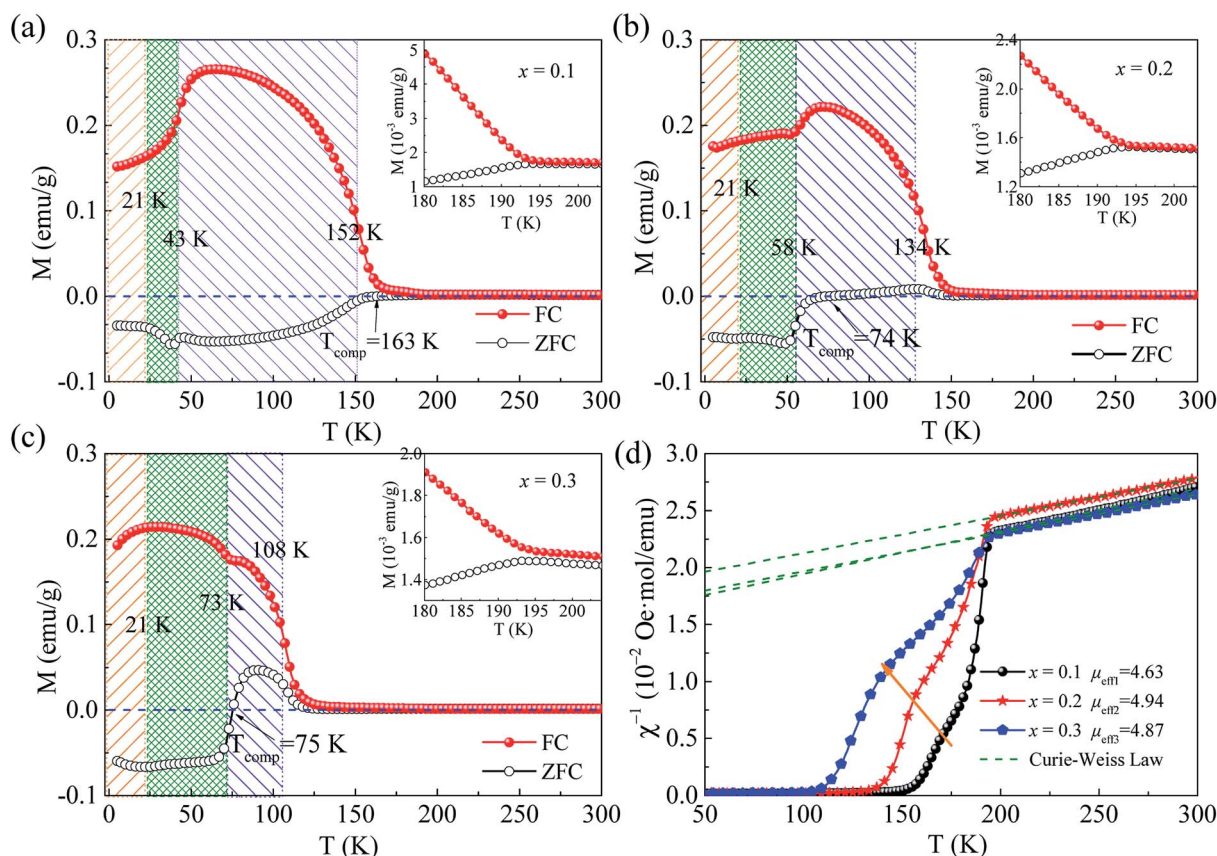 (a)
0.3
0.2
0.1
0.0
-0.1
M (emu/g)
0
50
100
150
200
250
300
T (K)
21 K
43 K
152 K
T_comp=163 K
FC
ZFC
x = 0.1
5
4
3
2
1
M (10⁻³ emu/g)
180 185 190 195 200
T (K)
(b)
0.3
0.2
0.1
0.0
-0.1
M (emu/g)
0
50
100
150
200
250
300
T (K)
21 K
58 K
134 K
T_comp=74 K
FC
ZFC
x = 0.2
2.4
2.0
1.6
1.2
M (10⁻³ emu/g)
180 185 190 195 200
T (K)
(c)
0.3
0.2
0.1
0.0
-0.1
M (emu/g)
0
50
100
150
200
250
300
T (K)
21 K
73 K
108 K
T_comp=75 K
FC
ZFC
x = 0.3
2.0
1.8
1.6
1.4
M (10⁻³ emu/g)
180 185 190 195 200
T (K)
(d)
3.0
2.5
2.0
1.5
1.0
0.5
0.0
χ⁻¹ (10⁻² Oe·mol/emu)
50
100
150
200
250
300
T (K)
x = 0.1 μ_eff1=4.63
x = 0.2 μ_eff2=4.94
x = 0.3 μ_eff3=4.87
Curie-Weiss Law